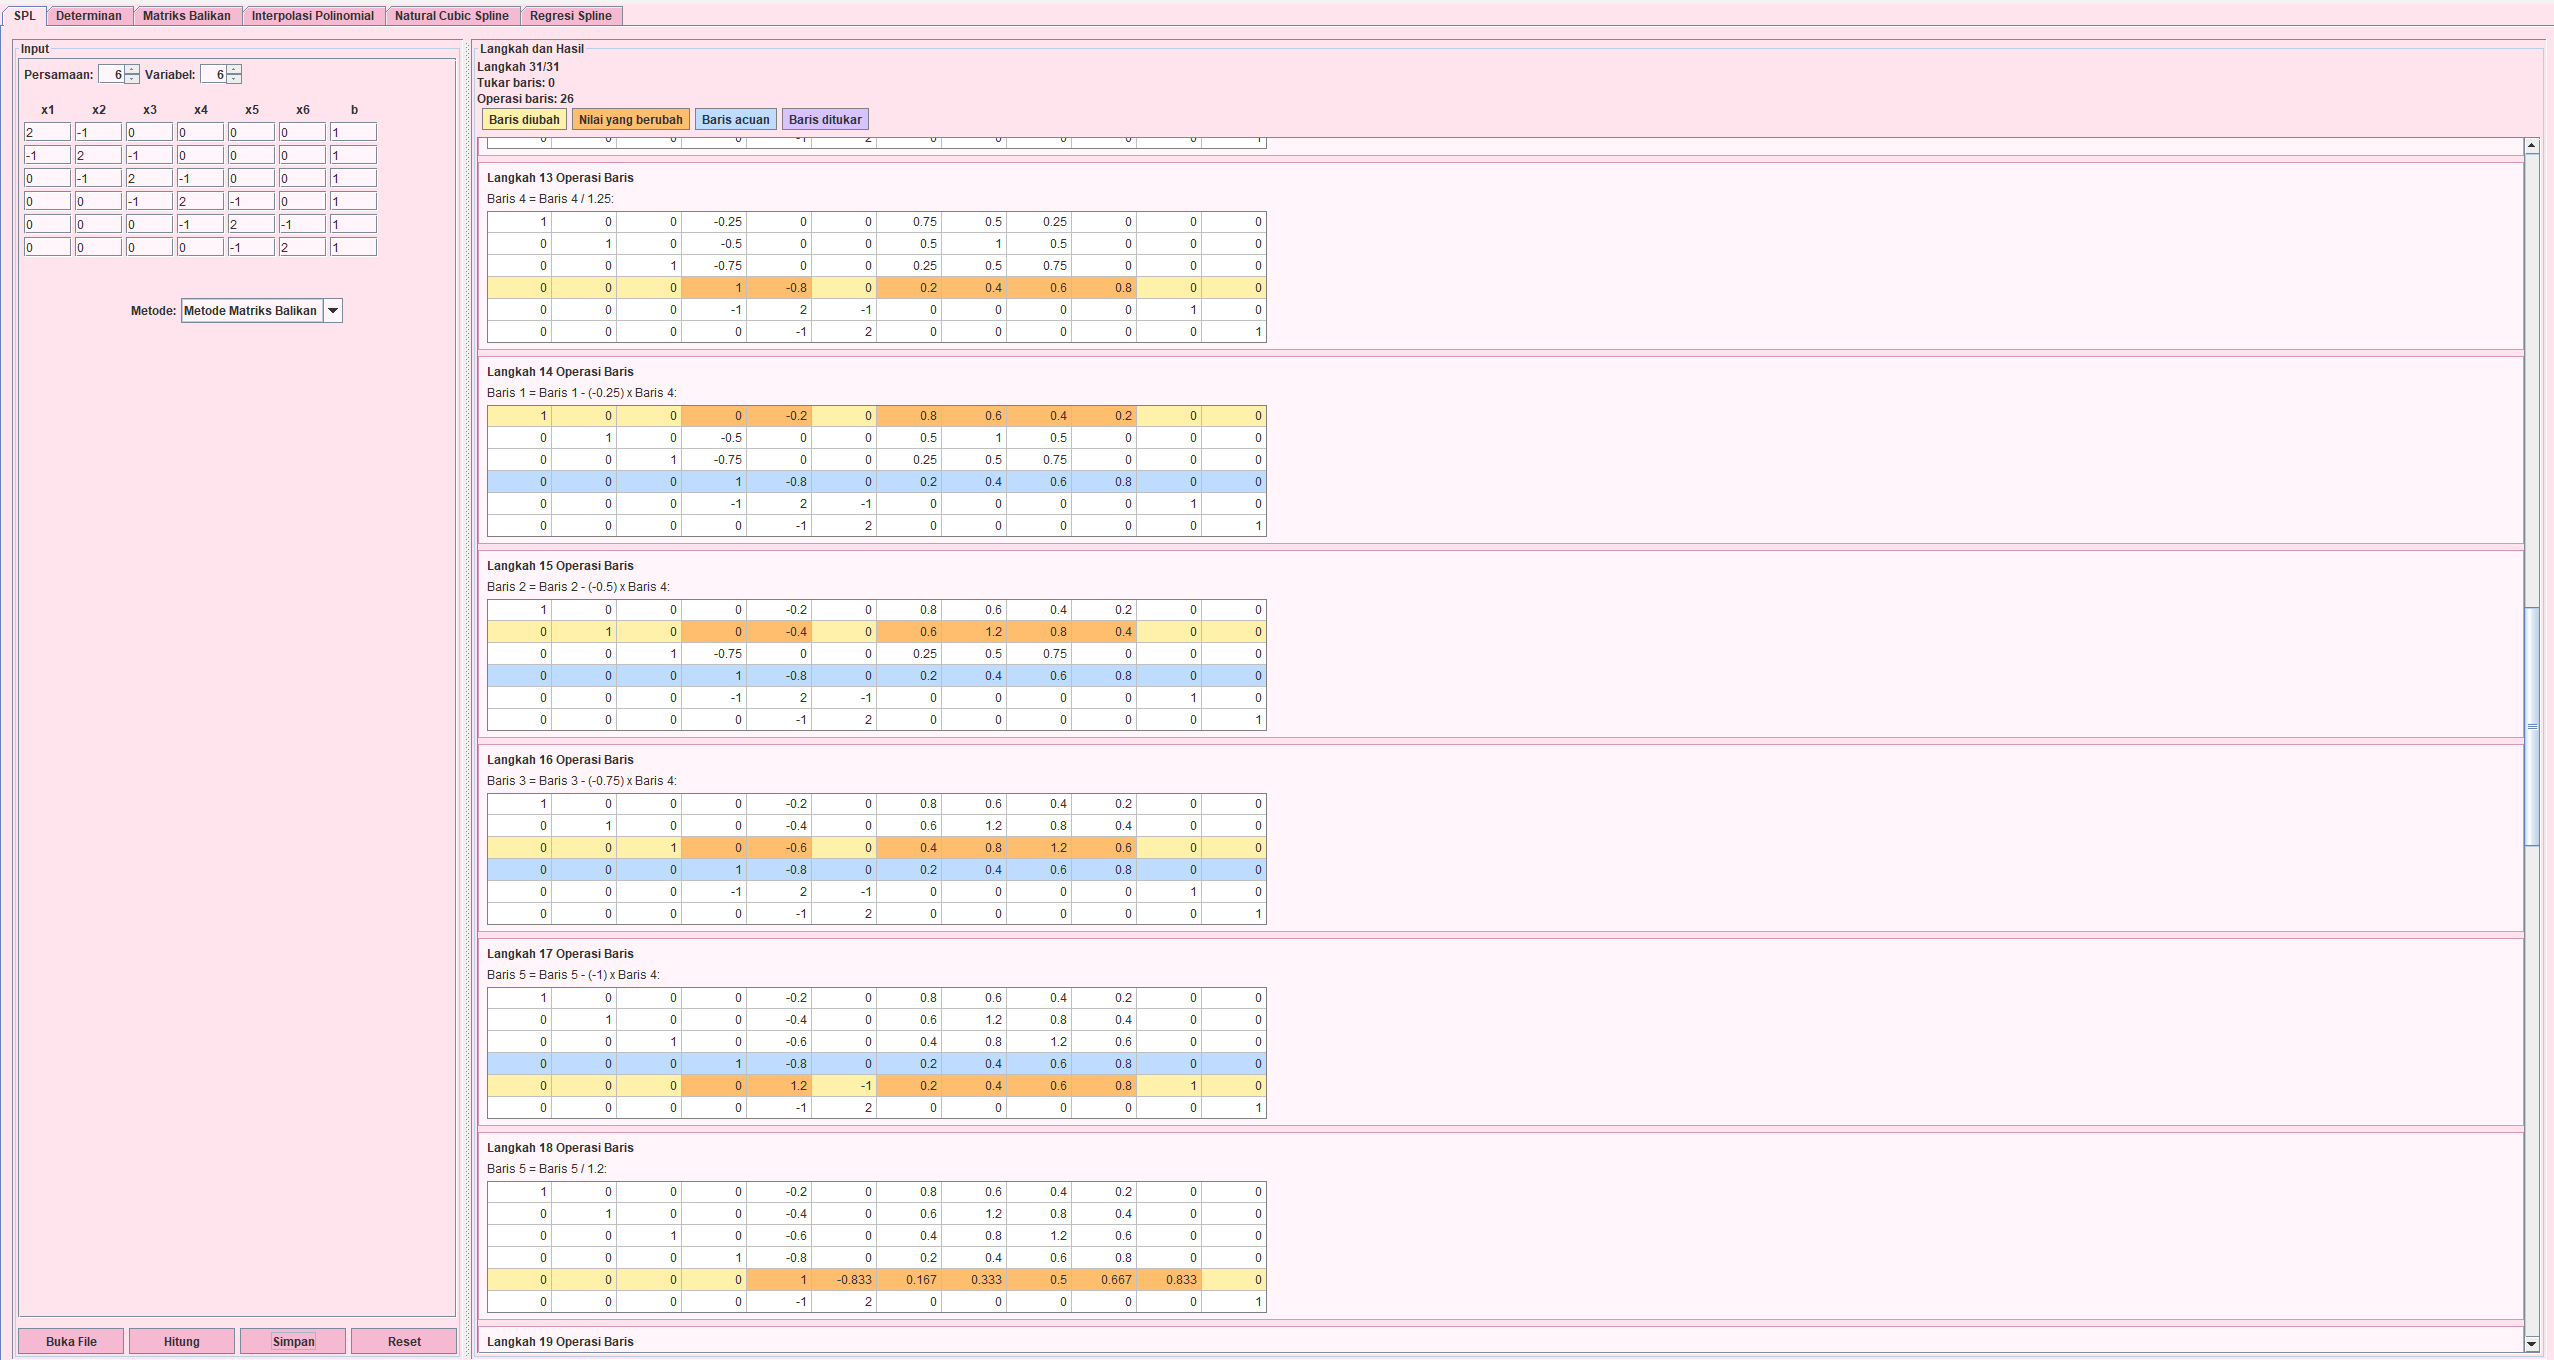 SPL Determinan Matriks Balikan Interpolasi Polinomial Natural Cubic Spline Regresi Spline
Input
Persamaan: 6 Variabel: 6
x1 x2 x3 x4 x5 x6 b
2 -1 0 0 0 0 1
-1 2 -1 0 0 0 1
0 -1 2 -1 0 0 1
0 0 -1 2 -1 0 1
0 0 0 -1 2 -1 1
0 0 0 0 -1 2 1
Metode: Metode Matriks Balikan
Buka File Hitung Simpan Reset
Langkah dan Hasil
Langkah 31/31
Tukar baris: 0
Operasi baris: 26
Baris diubah Nilai yang berubah Baris acuan Baris ditukar
0 0 0 0 -1 2 0 0 0 0 0 1
Langkah 13 Operasi Baris
Baris 4 = Baris 4 / 1.25:
1 0 0 -0.25 0 0 0.75 0.5 0.25 0 0 0
0 1 0 -0.5 0 0 0.5 1 0.5 0 0 0
0 0 1 -0.75 0 0 0.25 0.5 0.75 0 0 0
0 0 0 1 -0.8 0 0.2 0.4 0.6 0.8 0 0
0 0 0 -1 2 -1 0 0 0 0 1 0
0 0 0 0 -1 2 0 0 0 0 0 1
Langkah 14 Operasi Baris
Baris 1 = Baris 1 - (-0.25) x Baris 4:
1 0 0 0 -0.2 0 0.8 0.6 0.4 0.2 0 0
0 1 0 -0.5 0 0 0.5 1 0.5 0 0 0
0 0 1 -0.75 0 0 0.25 0.5 0.75 0 0 0
0 0 0 1 -0.8 0 0.2 0.4 0.6 0.8 0 0
0 0 0 -1 2 -1 0 0 0 0 1 0
0 0 0 0 -1 2 0 0 0 0 0 1
Langkah 15 Operasi Baris
Baris 2 = Baris 2 - (-0.5) x Baris 4:
1 0 0 0 -0.2 0 0.8 0.6 0.4 0.2 0 0
0 1 0 0 -0.4 0 0.6 1.2 0.8 0.4 0 0
0 0 1 -0.75 0 0 0.25 0.5 0.75 0 0 0
0 0 0 1 -0.8 0 0.2 0.4 0.6 0.8 0 0
0 0 0 -1 2 -1 0 0 0 0 1 0
0 0 0 0 -1 2 0 0 0 0 0 1
Langkah 16 Operasi Baris
Baris 3 = Baris 3 - (-0.75) x Baris 4:
1 0 0 0 -0.2 0 0.8 0.6 0.4 0.2 0 0
0 1 0 0 -0.4 0 0.6 1.2 0.8 0.4 0 0
0 0 1 0 -0.6 0 0.4 0.8 1.2 0.6 0 0
0 0 0 1 -0.8 0 0.2 0.4 0.6 0.8 0 0
0 0 0 -1 2 -1 0 0 0 0 1 0
0 0 0 0 -1 2 0 0 0 0 0 1
Langkah 17 Operasi Baris
Baris 5 = Baris 5 - (-1) x Baris 4:
1 0 0 0 -0.2 0 0.8 0.6 0.4 0.2 0 0
0 1 0 0 -0.4 0 0.6 1.2 0.8 0.4 0 0
0 0 1 0 -0.6 0 0.4 0.8 1.2 0.6 0 0
0 0 0 1 -0.8 0 0.2 0.4 0.6 0.8 0 0
0 0 0 0 1.2 -1 0.2 0.4 0.6 0.8 1 0
0 0 0 0 -1 2 0 0 0 0 0 1
Langkah 18 Operasi Baris
Baris 5 = Baris 5 / 1.2:
1 0 0 0 -0.2 0 0.8 0.6 0.4 0.2 0 0
0 1 0 0 -0.4 0 0.6 1.2 0.8 0.4 0 0
0 0 1 0 -0.6 0 0.4 0.8 1.2 0.6 0 0
0 0 0 1 -0.8 0 0.2 0.4 0.6 0.8 0 0
0 0 0 0 1 -0.833 0.167 0.333 0.5 0.667 0.833 0
0 0 0 0 -1 2 0 0 0 0 0 1
Langkah 19 Operasi Baris